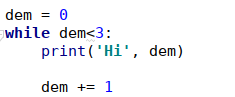 dem = 0
while dem<3:
    print('Hi', dem)
    dem += 1